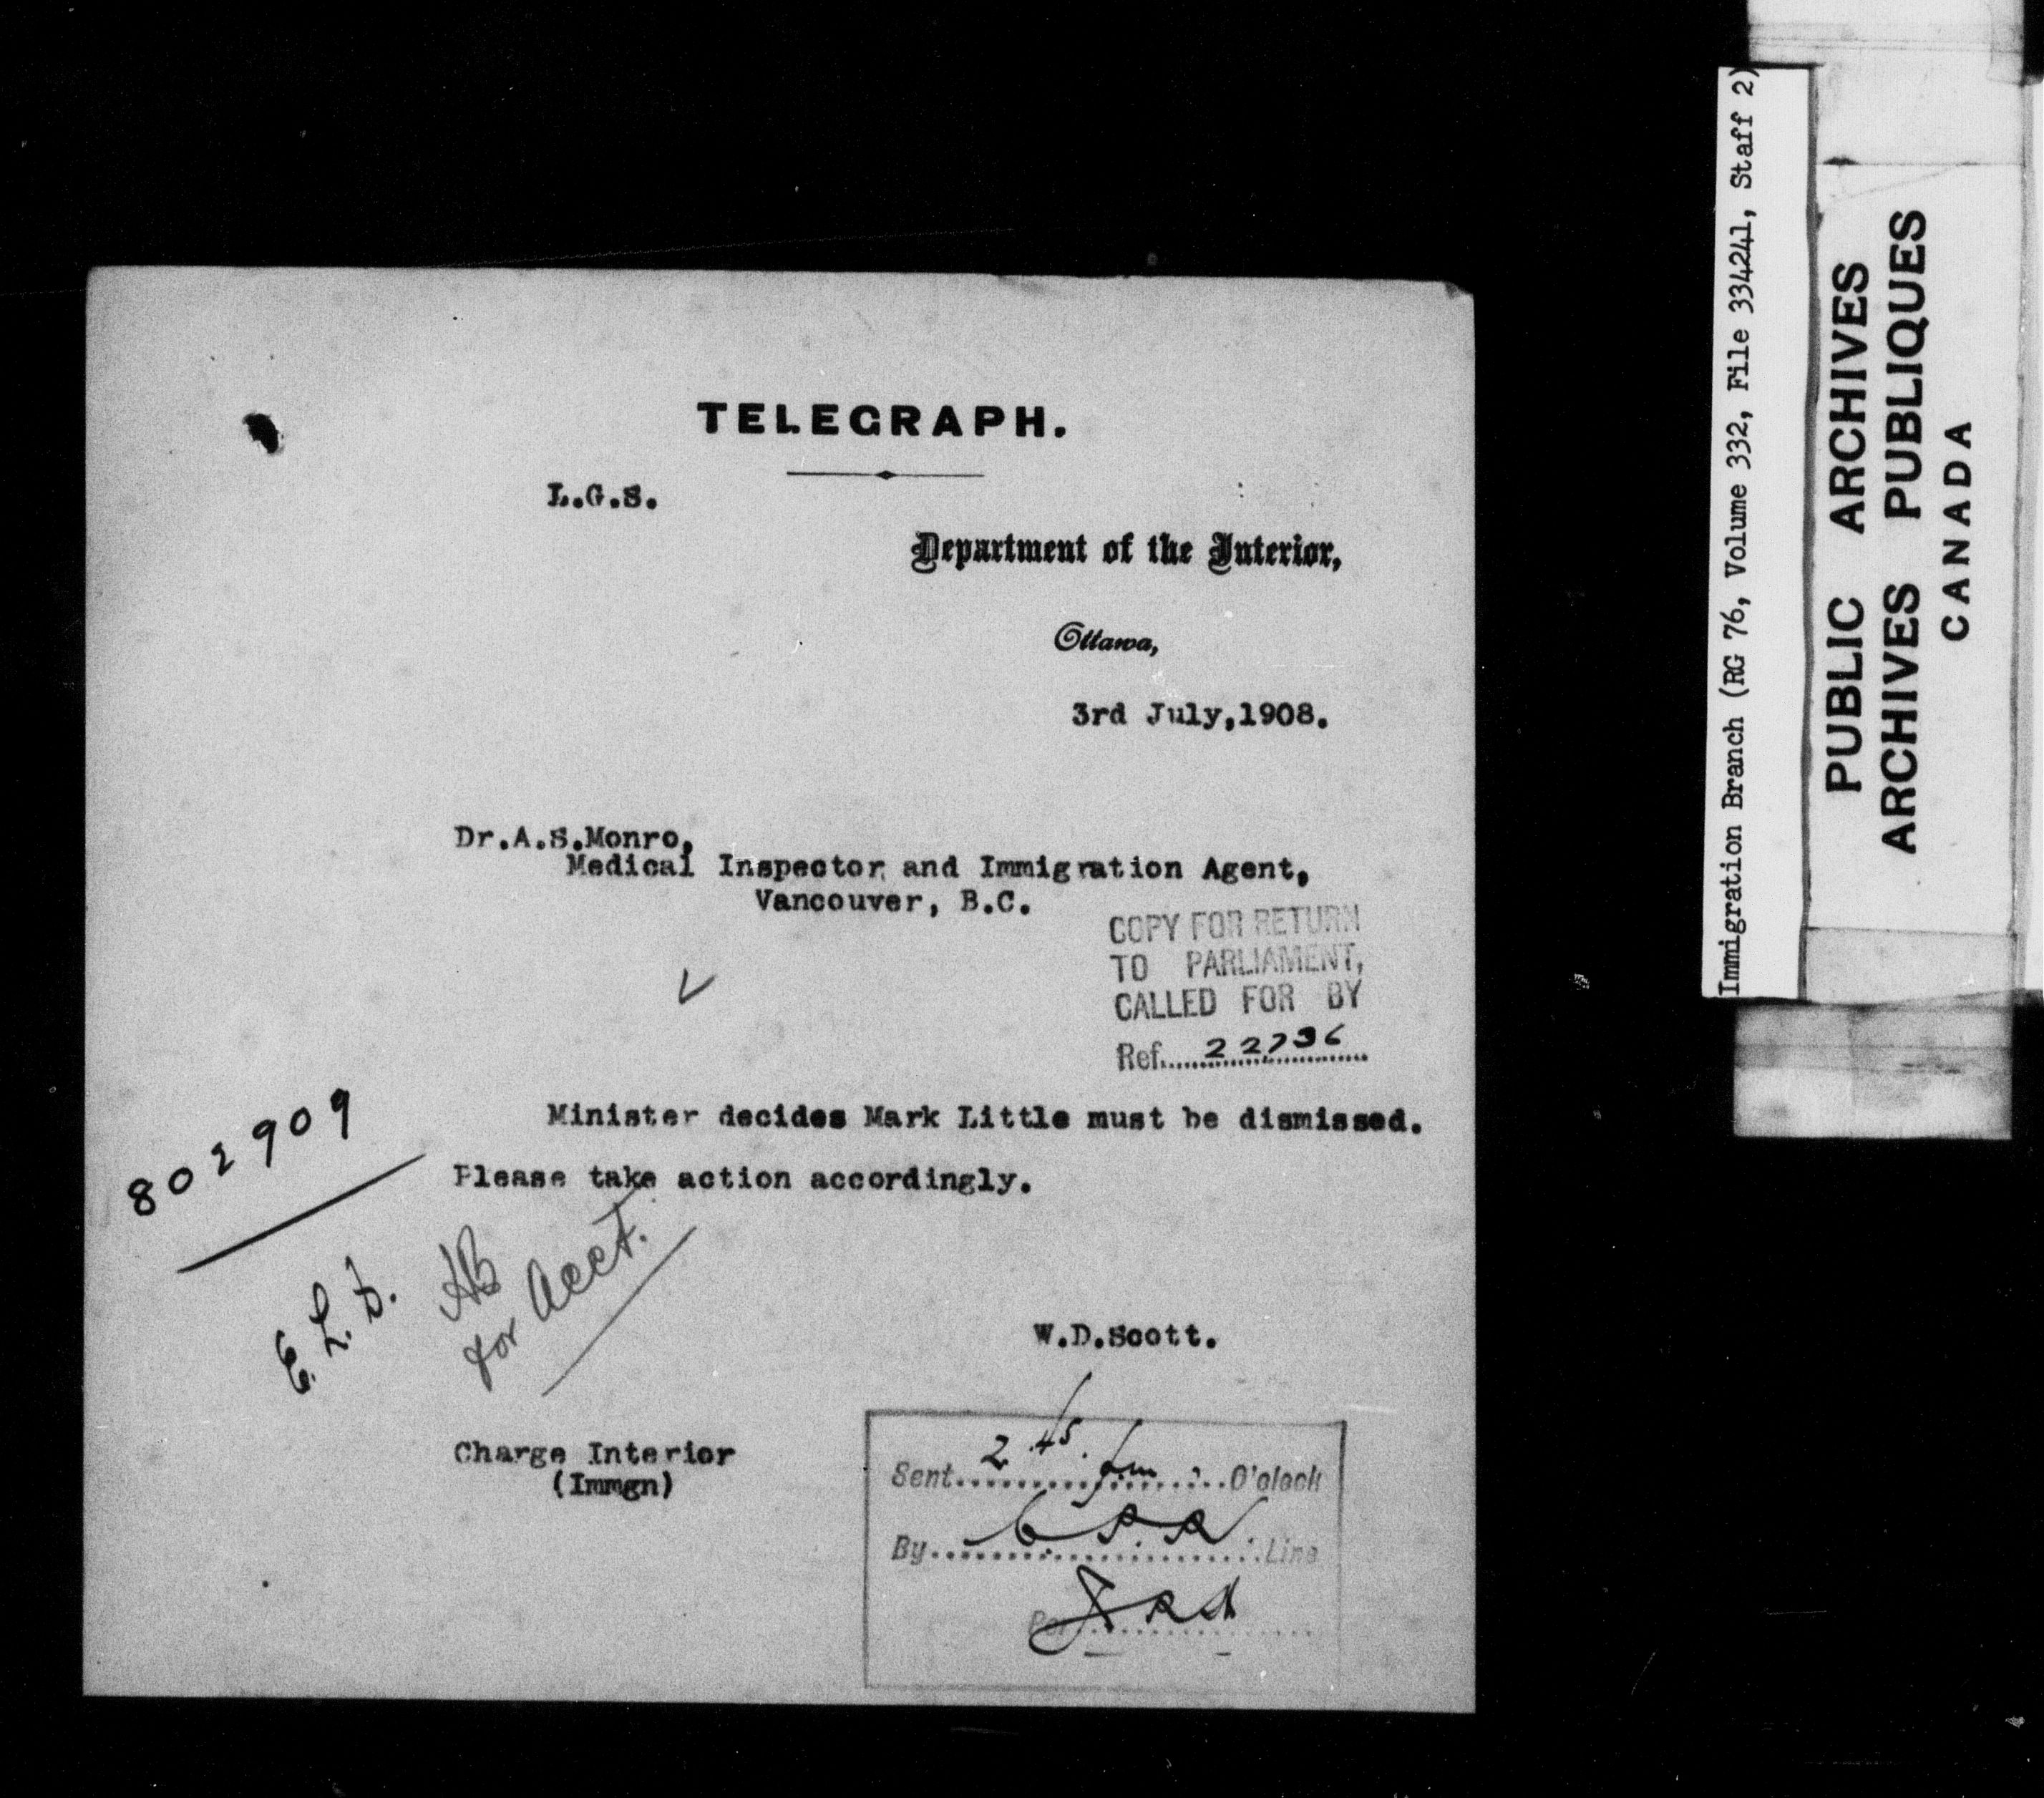 TELEGRAPH.
L.G.S.
Department of the Interior,
Ottawa,
3rd July,1908.
Dr.A.S.Monro,
Medical Inspector and Immigration Agent,
Vancouver, B.C.
COPY FOR RETURN
TO PARLIAMENT,
CALLED FOR BY
Ref. 22736
Minister decides Mark Little must be dismissed.
Please take action accordingly.
802909
for Acct.
W.D.Scott.
Charge Interior
(Immgn)
Sent 2.45 pm O'clock
By C.P.R. Line
Per
Immigration Branch (RG 76, Volume 332, File 334241, Staff 2)
PUBLIC ARCHIVES
ARCHIVES PUBLIQUES
CANADA